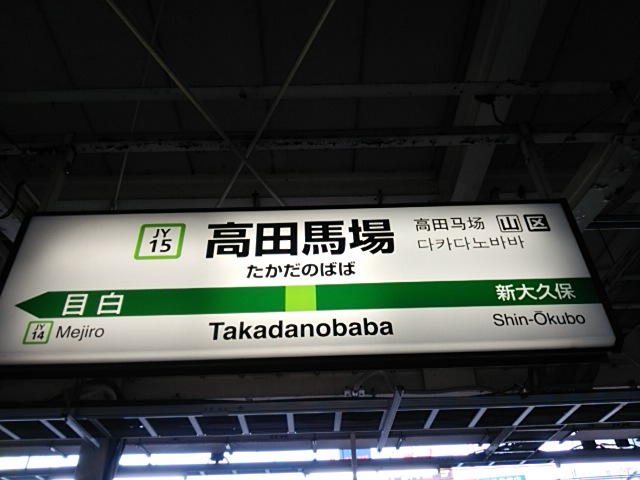 JY
15
高田馬場
高田马场 山 区
다카다노바바
たかだのばば
目白
新大久保
JY
14
Mejiro
Takadanobaba
Shin-Ōkubo